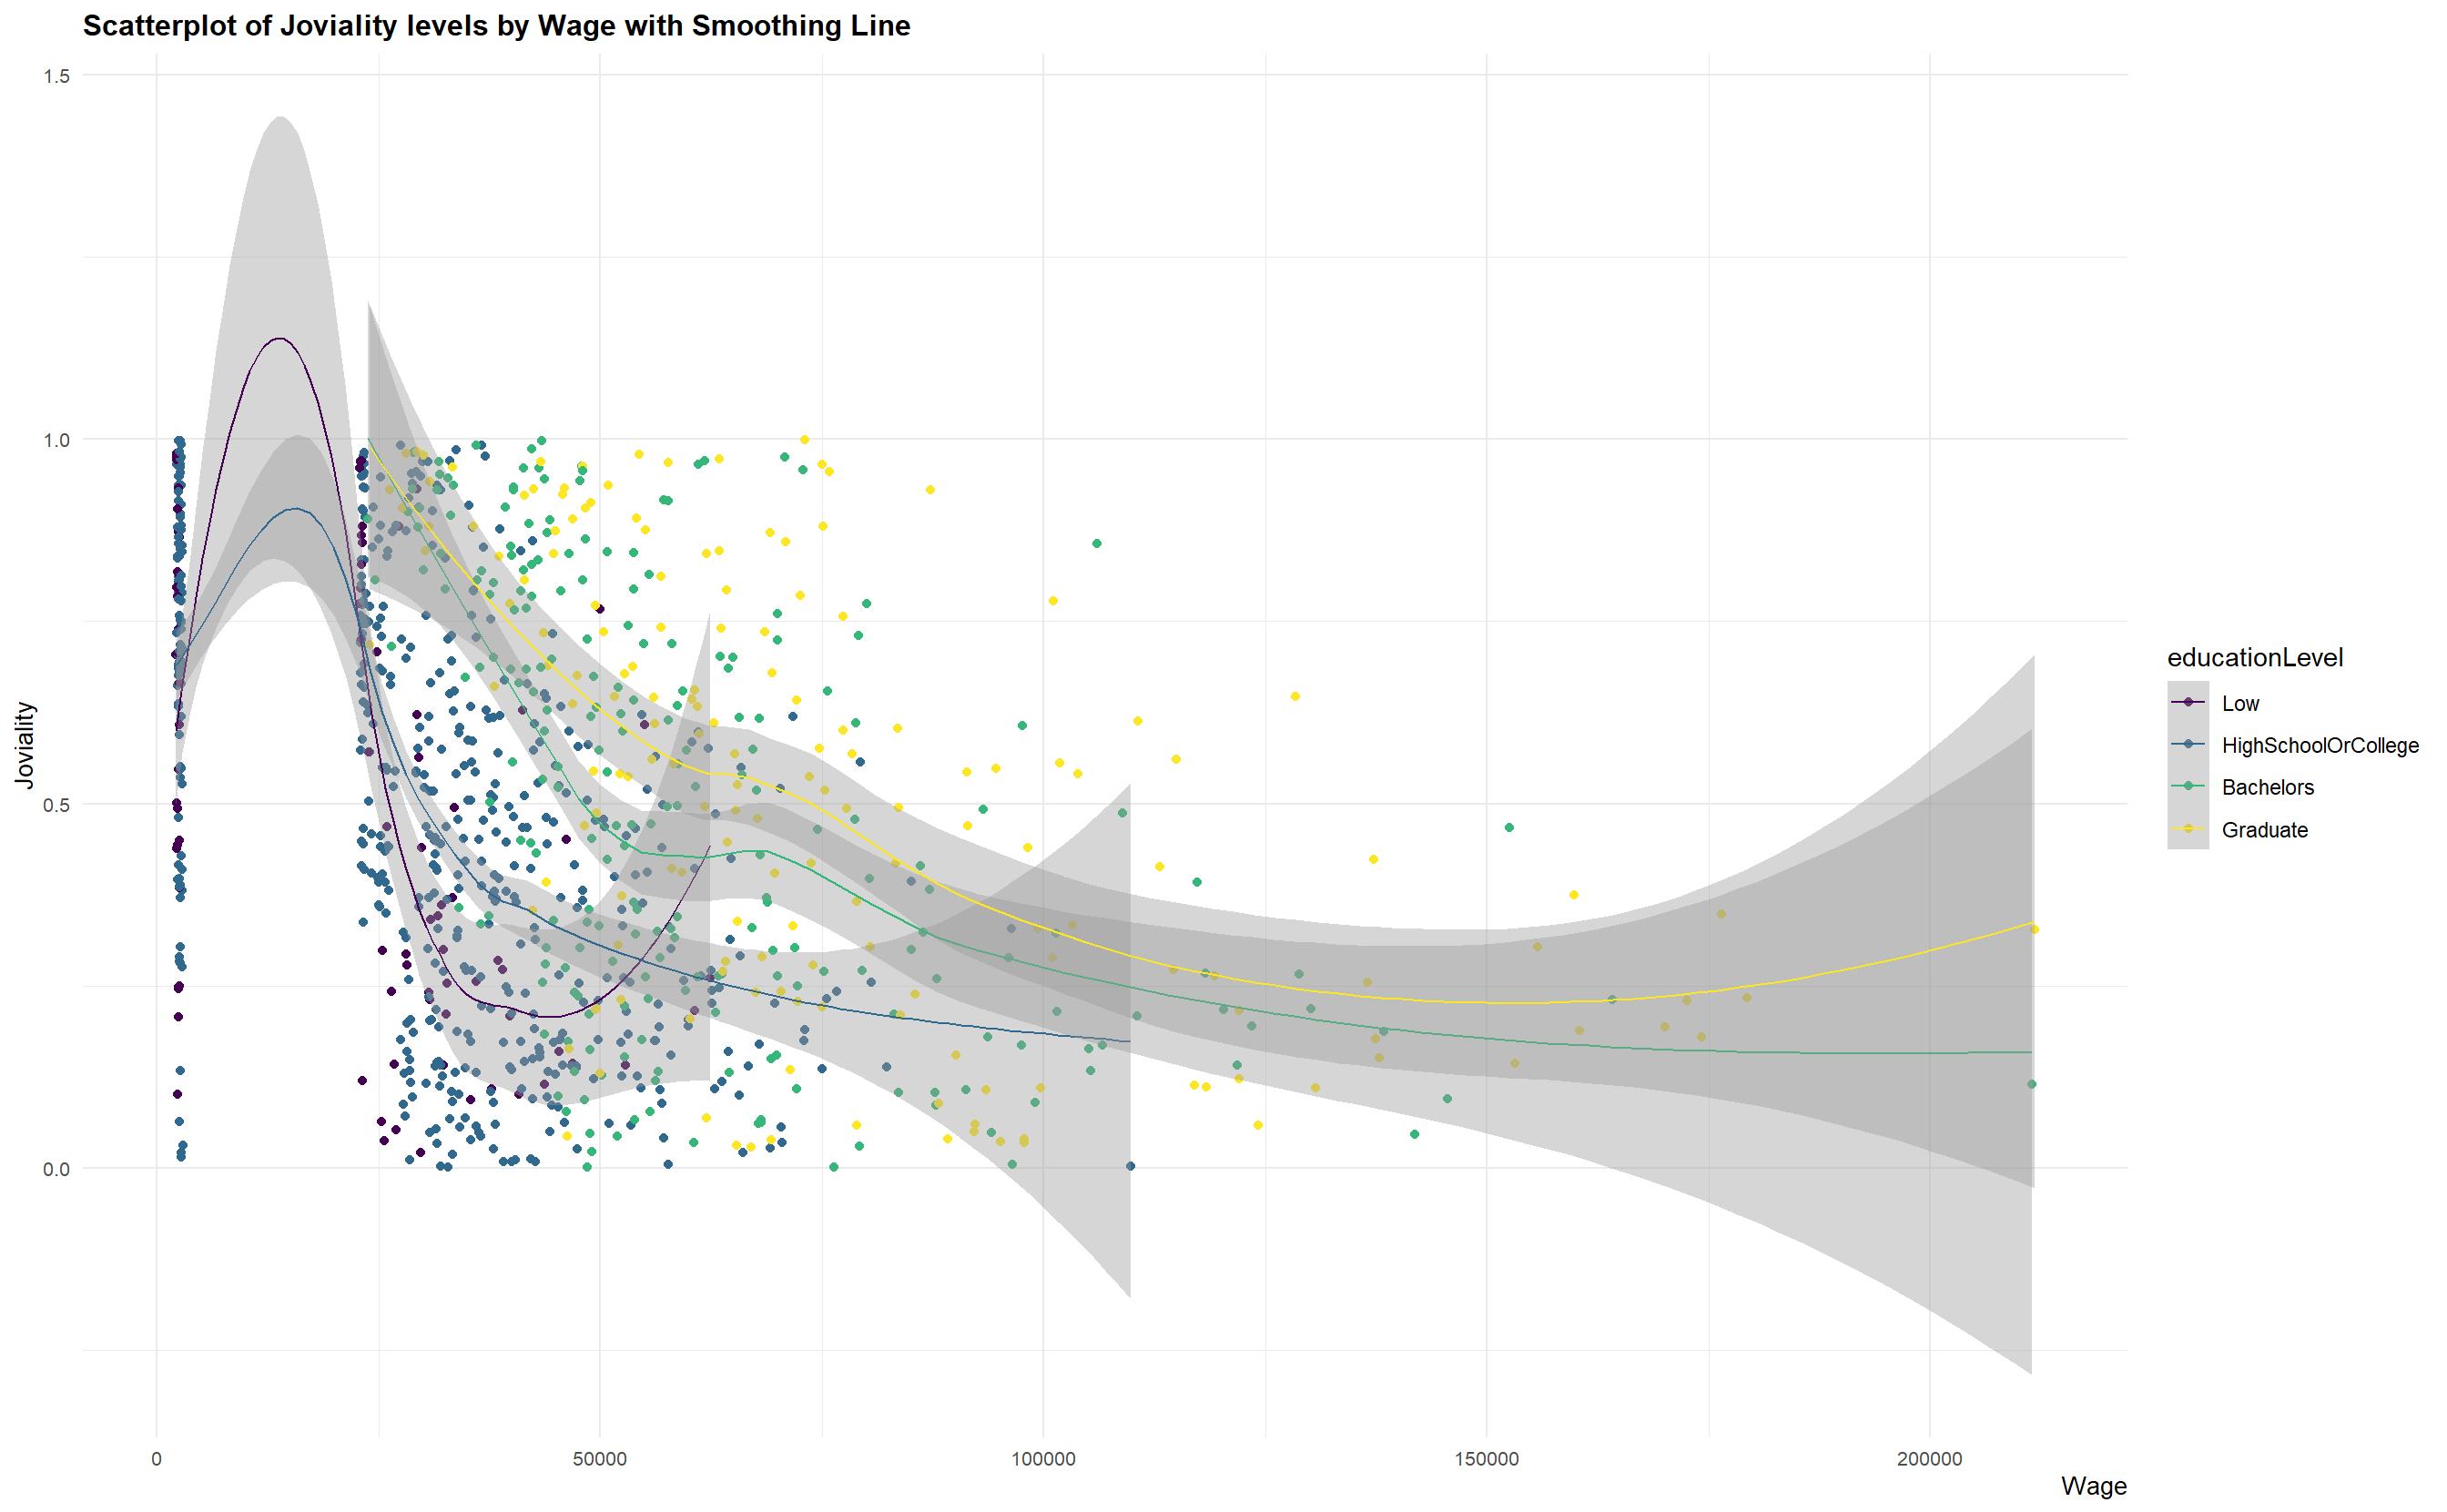 Scatterplot of Joviality levels by Wage with Smoothing Line
1.5
1.0
0.5
0.0
Joviality
0 50000 100000 150000 200000
Wage
educationLevel
Low
HighSchoolOrCollege
Bachelors
Graduate